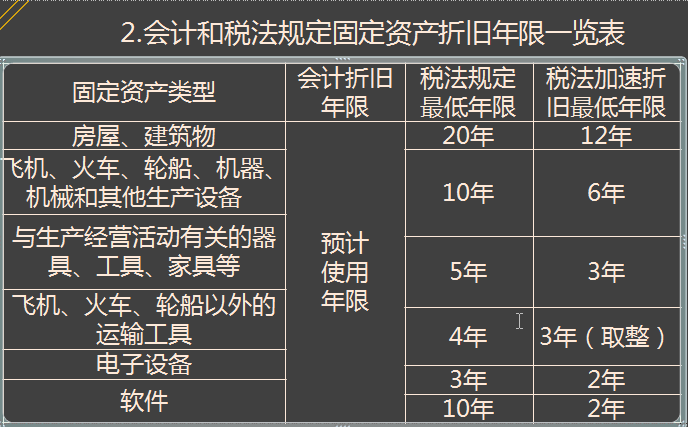 2.会计和税法规定固定资产折旧年限一览表
固定资产类型
会计折旧
年限
税法规定
最低年限
税法加速折
旧最低年限
房屋、建筑物
预计
使用
年限
20年
12年
飞机、火车、轮船、机器、
机械和其他生产设备
10年
6年
与生产经营活动有关的器
具、工具、家具等
5年
3年
飞机、火车、轮船以外的
运输工具
4年
3年（取整）
电子设备
3年
2年
软件
10年
2年